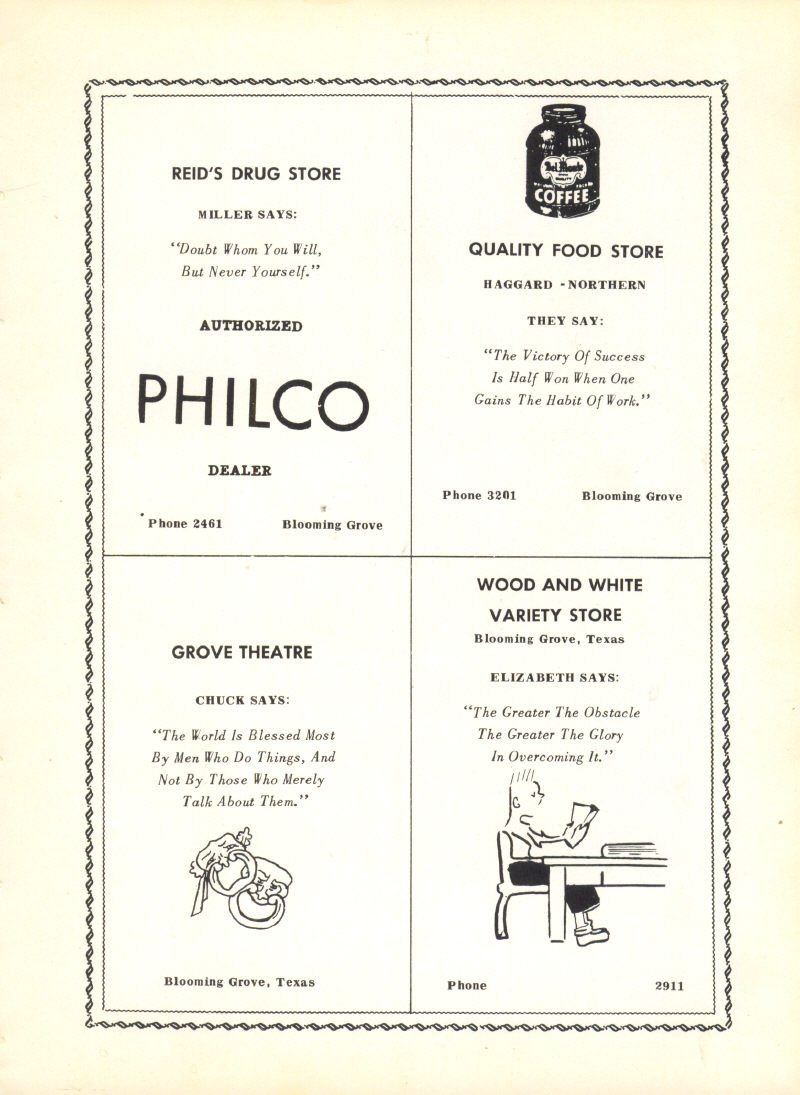 REID'S DRUG STORE
MILLER SAYS:
"Doubt Whom You Will,
But Never Yourself."
AUTHORIZED
PHILCO
DEALER
Phone 2461 Blooming Grove
Del Monte
QUALITY
COFFEE
QUALITY FOOD STORE
HAGGARD - NORTHERN
THEY SAY:
"The Victory Of Success
Is Half Won When One
Gains The Habit Of Work."
Phone 3201 Blooming Grove
GROVE THEATRE
CHUCK SAYS:
"The World Is Blessed Most
By Men Who Do Things, And
Not By Those Who Merely
Talk About Them."
Blooming Grove, Texas
WOOD AND WHITE
VARIETY STORE
Blooming Grove, Texas
ELIZABETH SAYS:
"The Greater The Obstacle
The Greater The Glory
In Overcoming It."
Phone 2911